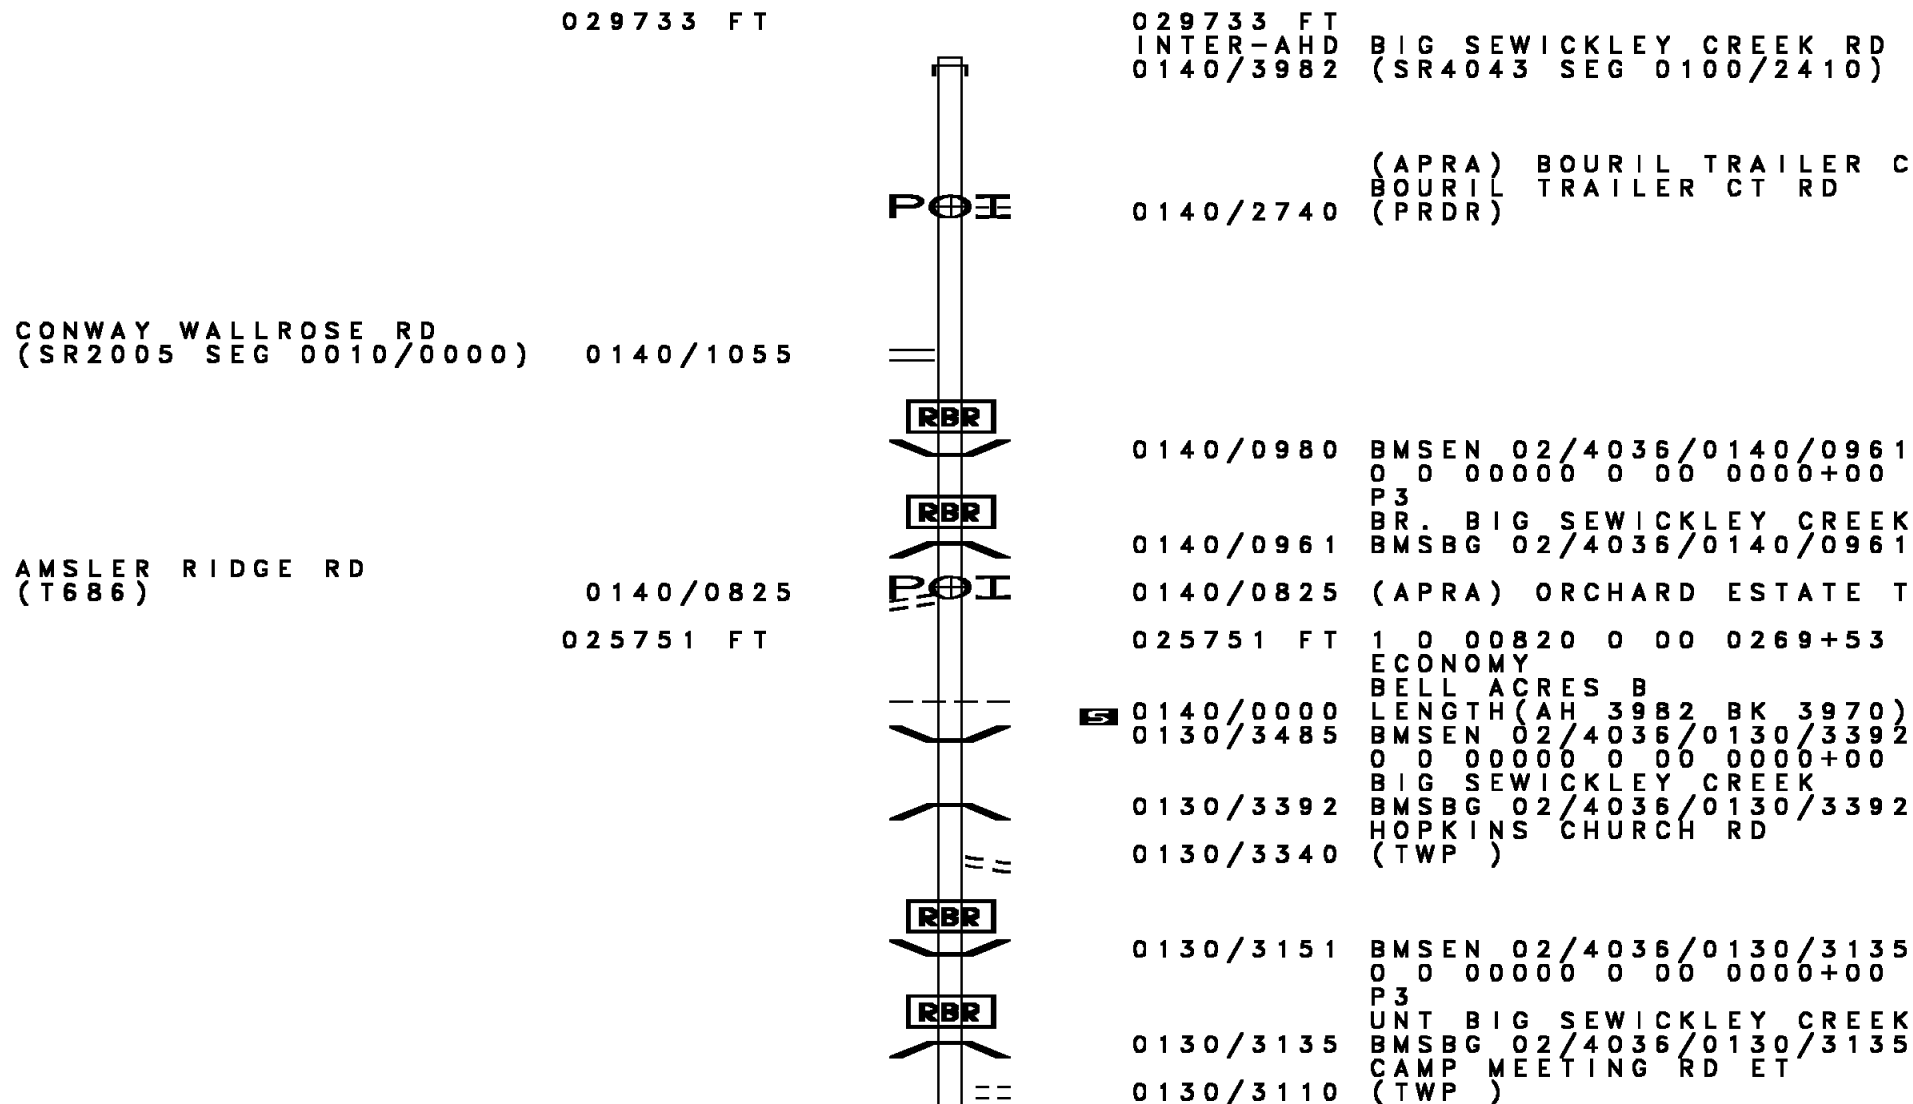 029733 FT 029733 FT
INTER-AHD BIG SEWICKLEY CREEK RD
0140/3982 (SR4043 SEG 0100/2410)
(APRA) BOURIL TRAILER C
BOURIL TRAILER CT RD
POI 0140/2740 (PRDR)
CONWAY WALLROSE RD
(SR2005 SEG 0010/0000) 0140/1055
RBR
0140/0980 BMSEN 02/4036/0140/0961
0 0 00000 0 00 0000+00
P3
RBR
BR. BIG SEWICKLEY CREEK
0140/0961 BMSBG 02/4036/0140/0961
AMSLER RIDGE RD
(T686) 0140/0825 POI 0140/0825 (APRA) ORCHARD ESTATE T
025751 FT 025751 FT 1 0 00820 0 00 0269+53
ECONOMY
BELL ACRES B
S 0140/0000 LENGTH(AH 3982 BK 3970)
0130/3485 BMSEN 02/4036/0130/3392
0 0 00000 0 00 0000+00
BIG SEWICKLEY CREEK
0130/3392 BMSBG 02/4036/0130/3392
HOPKINS CHURCH RD
0130/3340 (TWP )
RBR
0130/3151 BMSEN 02/4036/0130/3135
0 0 00000 0 00 0000+00
P3
RBR
UNT BIG SEWICKLEY CREEK
0130/3135 BMSBG 02/4036/0130/3135
CAMP MEETING RD ET
0130/3110 (TWP )